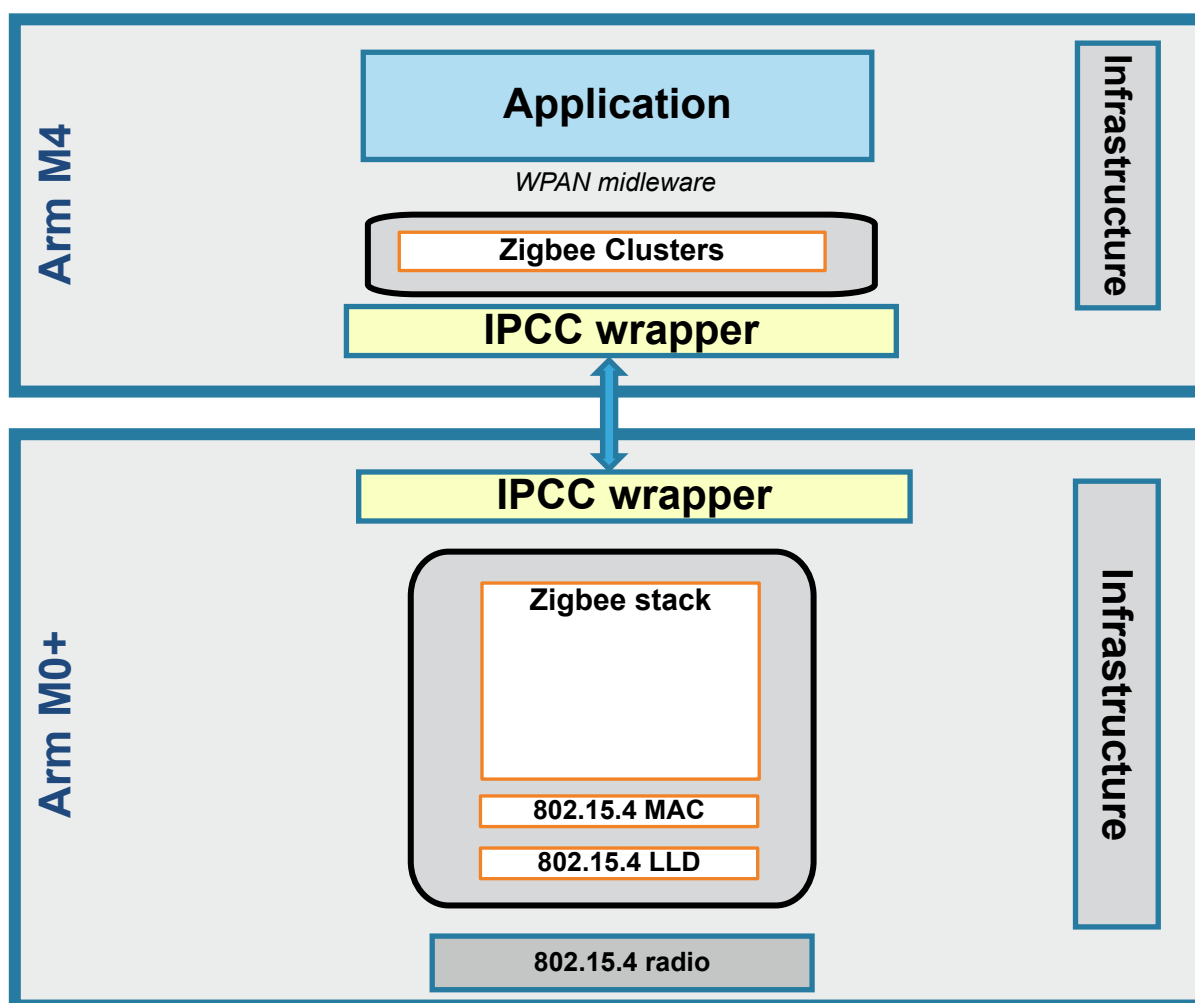 Arm M4
Application
Infrastructure
WPAN midleware
Zigbee Clusters
IPCC wrapper
Arm M0+
IPCC wrapper
Infrastructure
Zigbee stack
802.15.4 MAC
802.15.4 LLD
802.15.4 radio